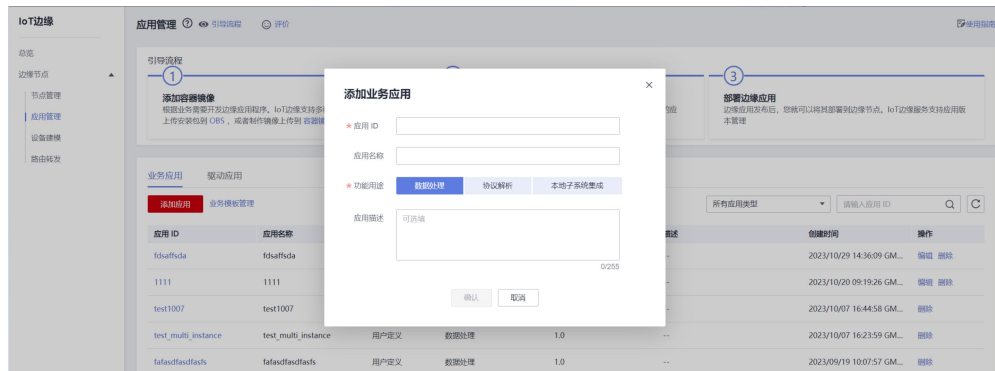 IoT边缘
应用管理 引导流程 评价
使用指南
总览
边缘节点
节点管理
应用管理
设备建模
路由转发
引导流程
1
添加容器镜像
根据业务需要开发边缘应用程序。IoT边缘支持多
上传安装包到 OBS ，或者制作镜像上传到 容器镜
3
部署边缘应用
边缘应用发布后，您就可以将其部署到边缘节点。IoT边缘服务支持应用版
本管理
添加业务应用
应用 ID
应用名称
功能用途 数据处理 协议解析 本地子系统集成
应用描述 可选填
0/255
确认 取消
业务应用 驱动应用
添加应用 业务模板管理
所有应用类型 请输入应用 ID
应用 ID 应用名称 描述 创建时间 操作
fdsaffsda fdsaffsda -- 2023/10/29 14:36:09 GM... 编辑 删除
1111 1111 -- 2023/10/20 09:19:26 GM... 编辑 删除
test1007 test1007 -- 2023/10/07 16:44:58 GM... 删除
test_multi_instance test_multi_instance 用户定义 数据处理 1.0 -- 2023/10/07 16:23:59 GM... 删除
fafasdfasdfasfs fafasdfasdfasfs 用户定义 数据处理 1.0 -- 2023/09/19 10:07:57 GM... 删除